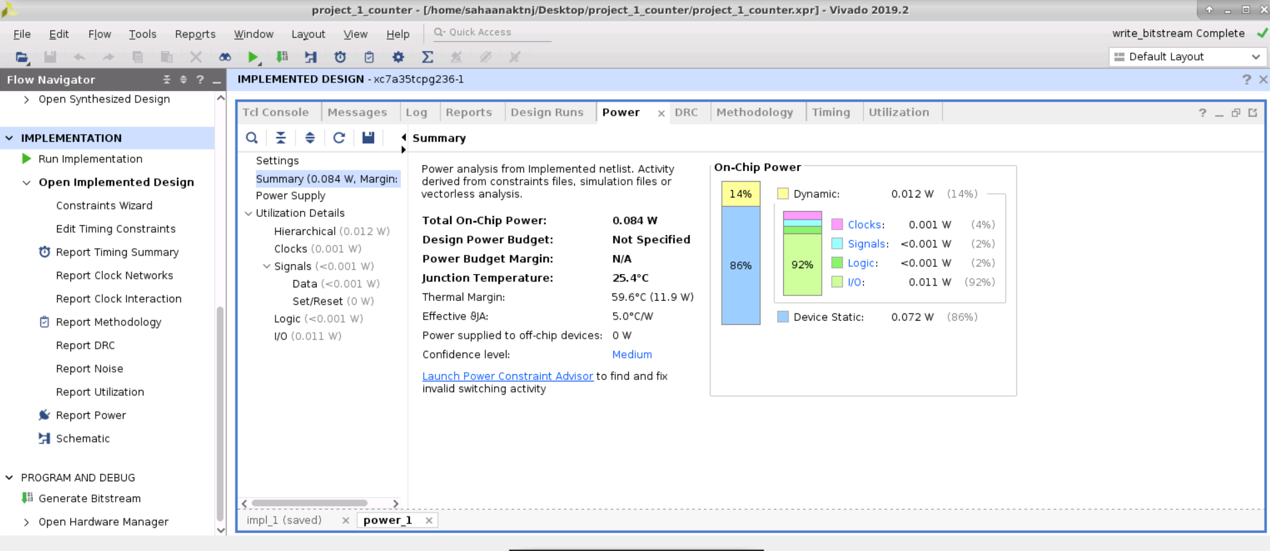 project_1_counter - [/home/sahaanaktnj/Desktop/project_1_counter/project_1_counter.xpr] - Vivado 2019.2
File Edit Flow Tools Reports Window Layout View Help Quick Access write_bitstream Complete
Default Layout
Flow Navigator
IMPLEMENTED DESIGN - xc7a35tcpg236-1
Open Synthesized Design
IMPLEMENTATION
Run Implementation
Open Implemented Design
Constraints Wizard
Edit Timing Constraints
Report Timing Summary
Report Clock Networks
Report Clock Interaction
Report Methodology
Report DRC
Report Noise
Report Utilization
Report Power
Schematic
PROGRAM AND DEBUG
Generate Bitstream
Open Hardware Manager
Tcl Console Messages Log Reports Design Runs Power DRC Methodology Timing Utilization
Settings
Summary (0.084 W, Margin:
Power Supply
Utilization Details
Hierarchical (0.012 W)
Clocks (0.001 W)
Signals (<0.001 W)
Data (<0.001 W)
Set/Reset (0 W)
Logic (<0.001 W)
I/O (0.011 W)
Summary
Power analysis from Implemented netlist. Activity
derived from constraints files, simulation files or
vectorless analysis.
Total On-Chip Power: 0.084 W
Design Power Budget: Not Specified
Power Budget Margin: N/A
Junction Temperature: 25.4°C
Thermal Margin: 59.6°C (11.9 W)
Effective ϑJA: 5.0°C/W
Power supplied to off-chip devices: 0 W
Confidence level: Medium
Launch Power Constraint Advisor to find and fix
invalid switching activity
On-Chip Power
14%
86%
92%
Dynamic: 0.012 W (14%)
Clocks: 0.001 W (4%)
Signals: <0.001 W (2%)
Logic: <0.001 W (2%)
I/O: 0.011 W (92%)
Device Static: 0.072 W (86%)
impl_1 (saved) power_1